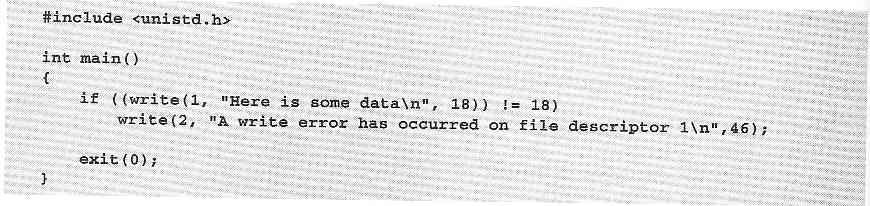 #include <unistd.h>
int main()
{
if ((write(1, "Here is some data\n", 18)) != 18)
write(2, "A write error has occurred on file descriptor 1\n",46);
exit(0);
}